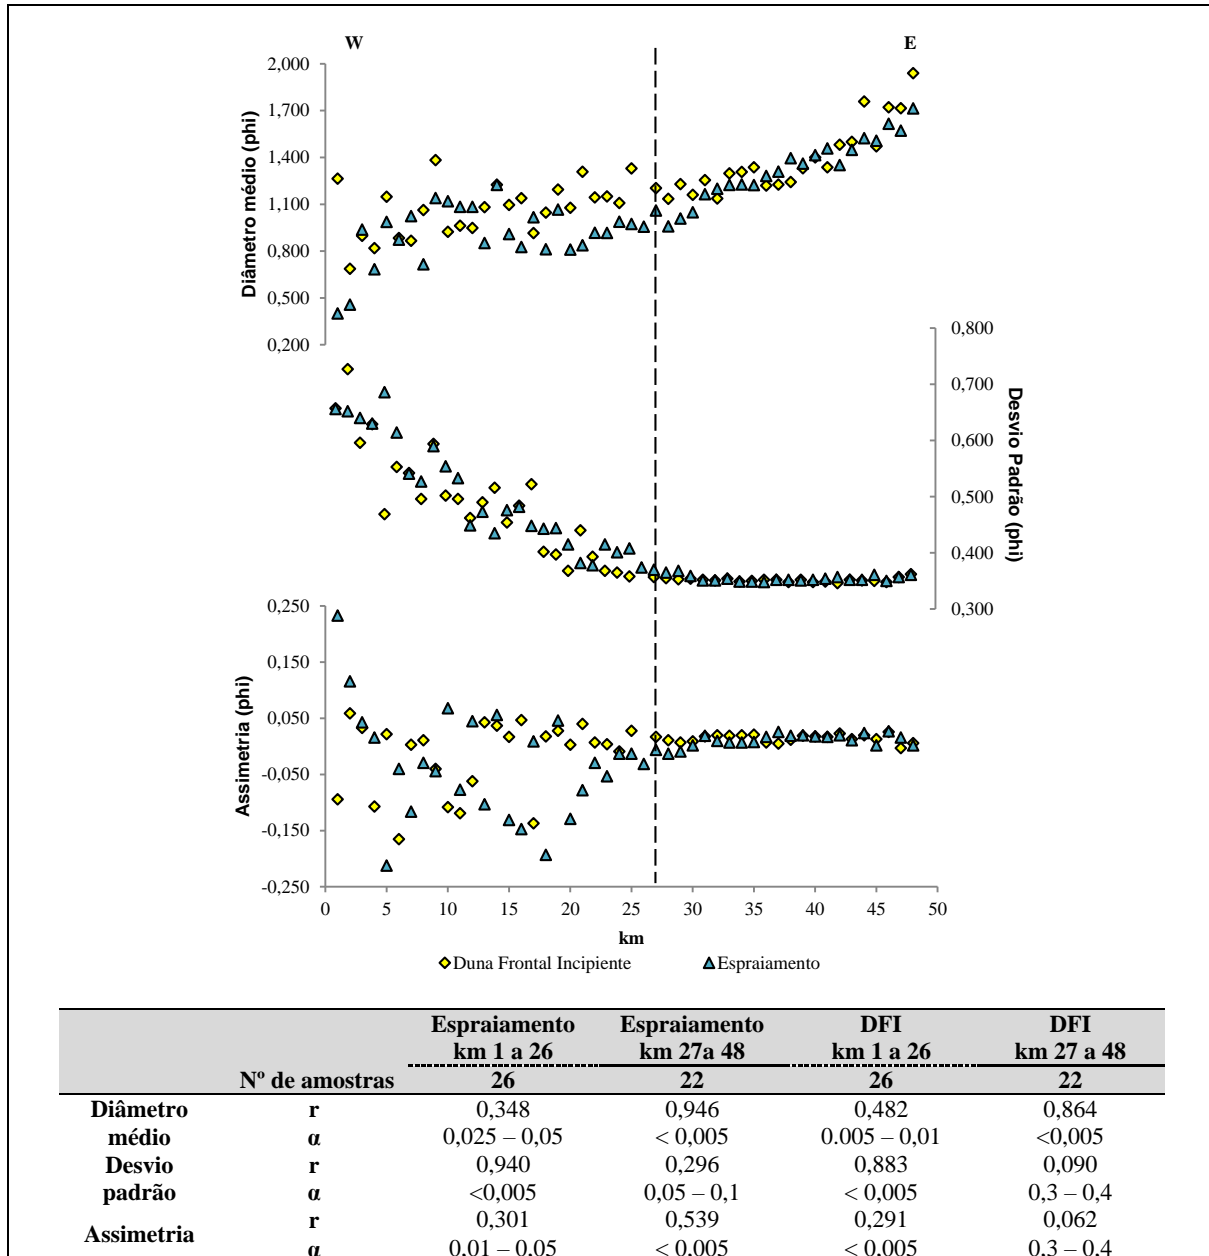 W E
2,000
1,700
1,400
1,100
0,800
0,500
0,200
Diâmetro médio (phi)
0,800
0,700
0,600
0,500
0,400
0,300
Desvio Padrão (phi)
0,250
0,150
0,050
-0,050
-0,150
-0,250
Assimetria (phi)
0 5 10 15 20 25 30 35 40 45 50
km
Duna Frontal Incipiente Espraiamento
Espraiamento Espraiamento DFI DFI
km 1 a 26 km 27a 48 km 1 a 26 km 27 a 48
Nº de amostras 26 22 26 22
Diâmetro r 0,348 0,946 0,482 0,864
médio α 0,025 – 0,05 < 0,005 0.005 – 0,01 <0,005
Desvio r 0,940 0,296 0,883 0,090
padrão α <0,005 0,05 – 0,1 < 0,005 0,3 – 0,4
Assimetria r 0,301 0,539 0,291 0,062
α 0,01 – 0,05 < 0,005 < 0,005 0,3 – 0,4